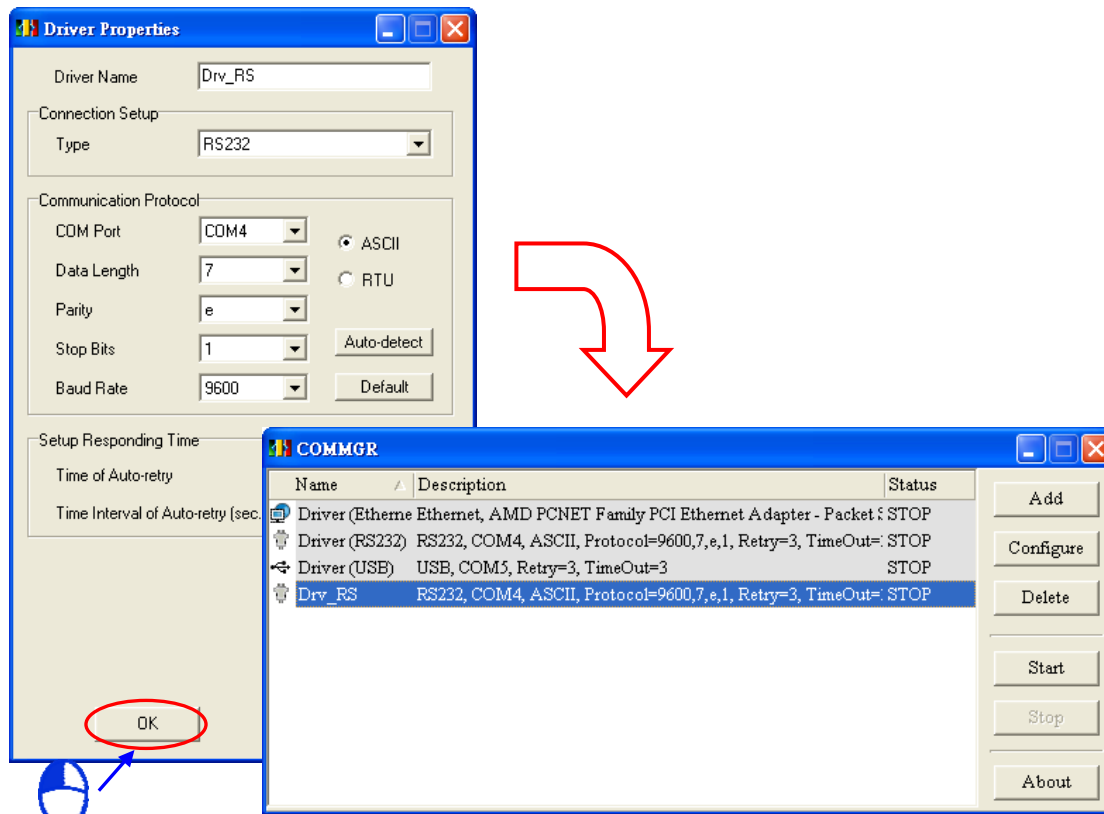 Driver Properties
Driver Name Drv_RS
Connection Setup
Type RS232
Communication Protocol
COM Port COM4
ASCII
Data Length 7
RTU
Parity e
Stop Bits 1
Auto-detect
Baud Rate 9600
Default
Setup Responding Time
Time of Auto-retry
Time Interval of Auto-retry (sec.
OK
COMMGR
Name Description Status
Driver (Etherne Ethernet, AMD PCNET Family PCI Ethernet Adapter - Packet STOP
Driver (RS232) RS232, COM4, ASCII, Protocol=9600,7,e,1, Retry=3, TimeOut= STOP
Driver (USB) USB, COM5, Retry=3, TimeOut=3 STOP
Drv_RS RS232, COM4, ASCII, Protocol=9600,7,e,1, Retry=3, TimeOut= STOP
Add
Configure
Delete
Start
Stop
About